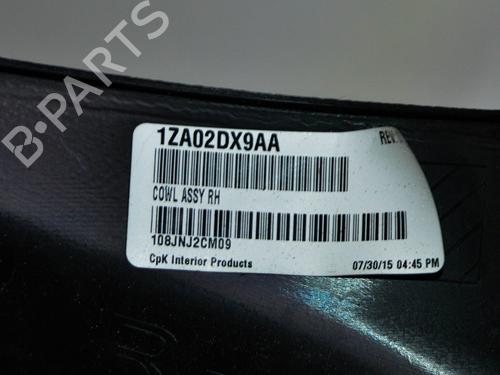 B-PARTS
1ZA02DX9AA
REV:
COWL ASSY RH
108JNJ2CM09
CpK Interior Products
07/30/15 04:45 PM